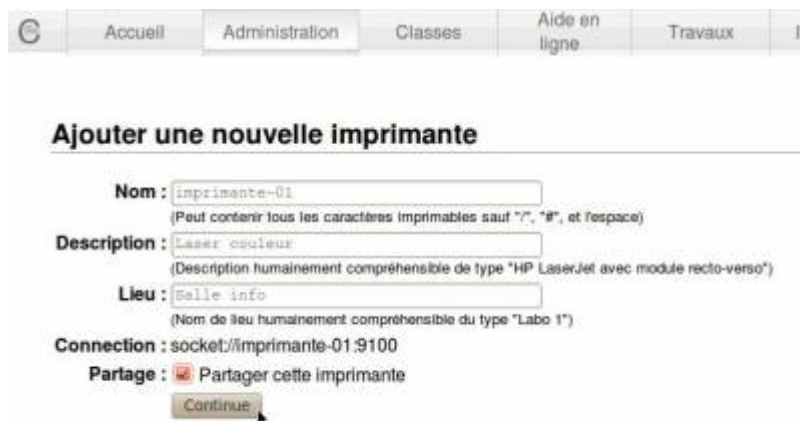 Accueil
Administration
Classes
Aide en
ligne
Travaux
Ajouter une nouvelle imprimante
Nom : imprimante-01
(Peut contenir tous les caractères imprimables sauf "/", "#", et l'espace)
Description : Laser couleur
(Description humainement compréhensible de type "HP LaserJet avec module recto-verso")
Lieu : Salle info
(Nom de lieu humainement compréhensible du type "Labo 1")
Connection : socket://imprimante-01:9100
Partage : Partager cette imprimante
Continue